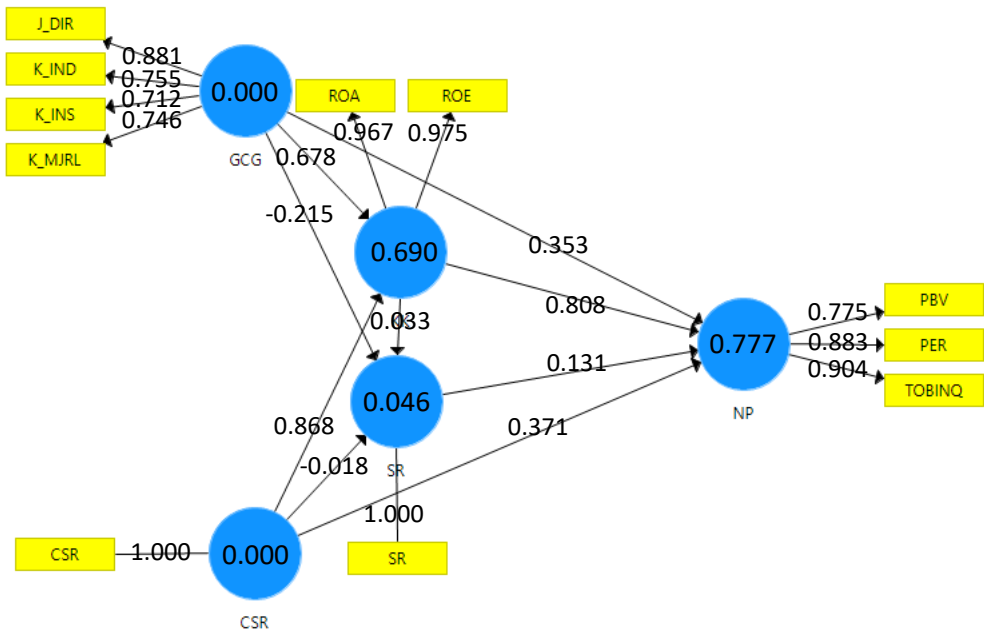 J_DIR
0.881
K_IND
0.755
0.712
K_INS
0.746
K_MJRL
0.000
GCG
ROA
ROE
0.967
0.975
0.678
-0.215
0.690
0.353
0.808
0.033
PBV
0.775
0.777
0.883
PER
0.904
TOBINQ
NP
0.131
0.046
0.371
0.868
-0.018
SR
1.000
CSR
1.000
0.000
SR
CSR